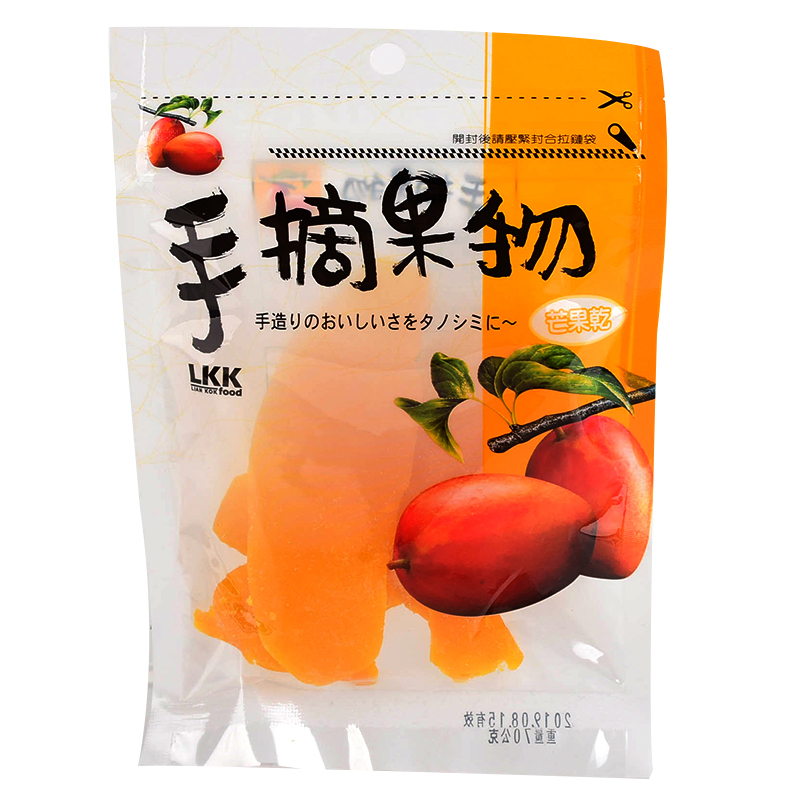 開封後請壓緊封合拉鏈袋
手摘果物
手造りのおいしいさをタノシミに～
芒果乾
LKK
LIAN KOK food
2019.08.15有效
重量70公克